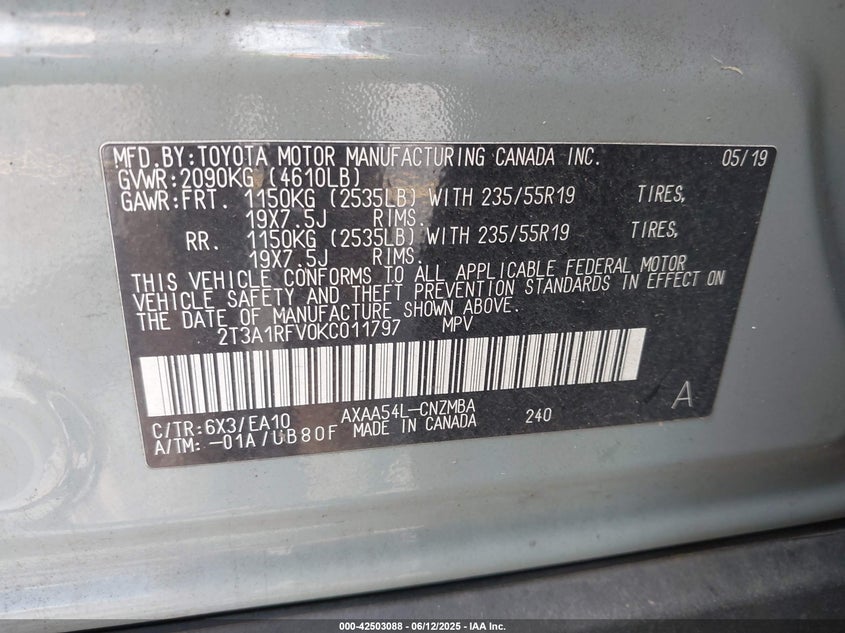 MFD.BY:TOYOTA MOTOR MANUFACTURING CANADA INC. 05/19
GVWR:2090KG (4610LB)
GAWR:FRT. 1150KG (2535LB) WITH 235/55R19 TIRES,
19X7.5J RIMS.
RR. 1150KG (2535LB) WITH 235/55R19 TIRES,
19X7.5J RIMS.
THIS VEHICLE CONFORMS TO ALL APPLICABLE FEDERAL MOTOR
VEHICLE SAFETY AND THEFT PREVENTION STANDARDS IN EFFECT ON
THE DATE OF MANUFACTURE SHOWN ABOVE.
2T3A1RFV0KC011797 MPV
C/TR:6X3/EA10 AXAA54L-CNZMBA 240 A
A/TM:-01A/UB80F MADE IN CANADA
000-42503088 - 06/12/2025 - IAA Inc.